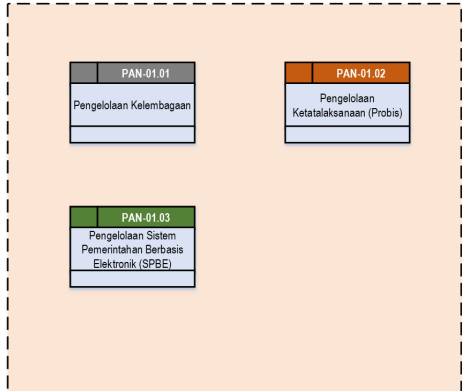 PAN-01.01
Pengelolaan Kelembagaan
PAN-01.02
Pengelolaan
Ketatalaksanaan (Probis)
PAN-01.03
Pengelolaan Sistem
Pemerintahan Berbasis
Elektronik (SPBE)